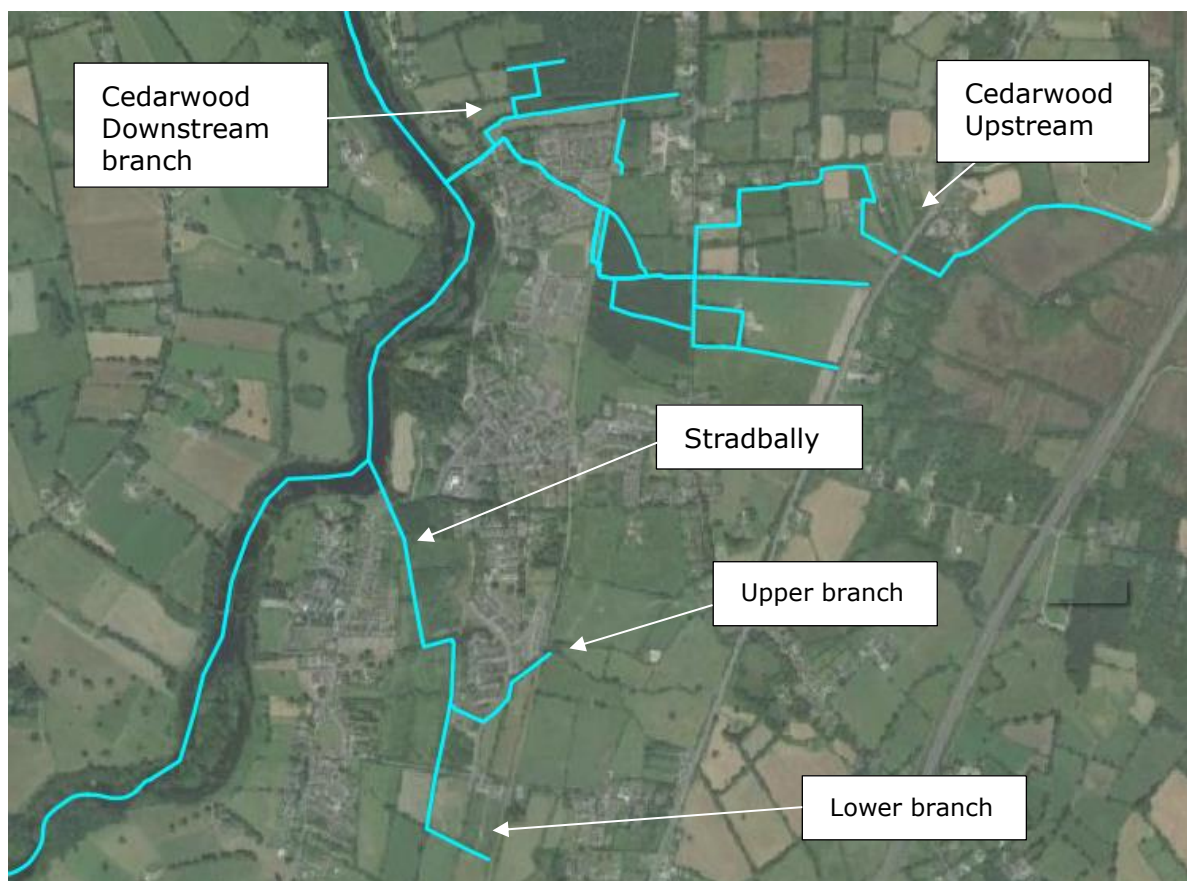 Cedarwood
Downstream
branch
Cedarwood
Upstream
Stradbally
Upper branch
Lower branch